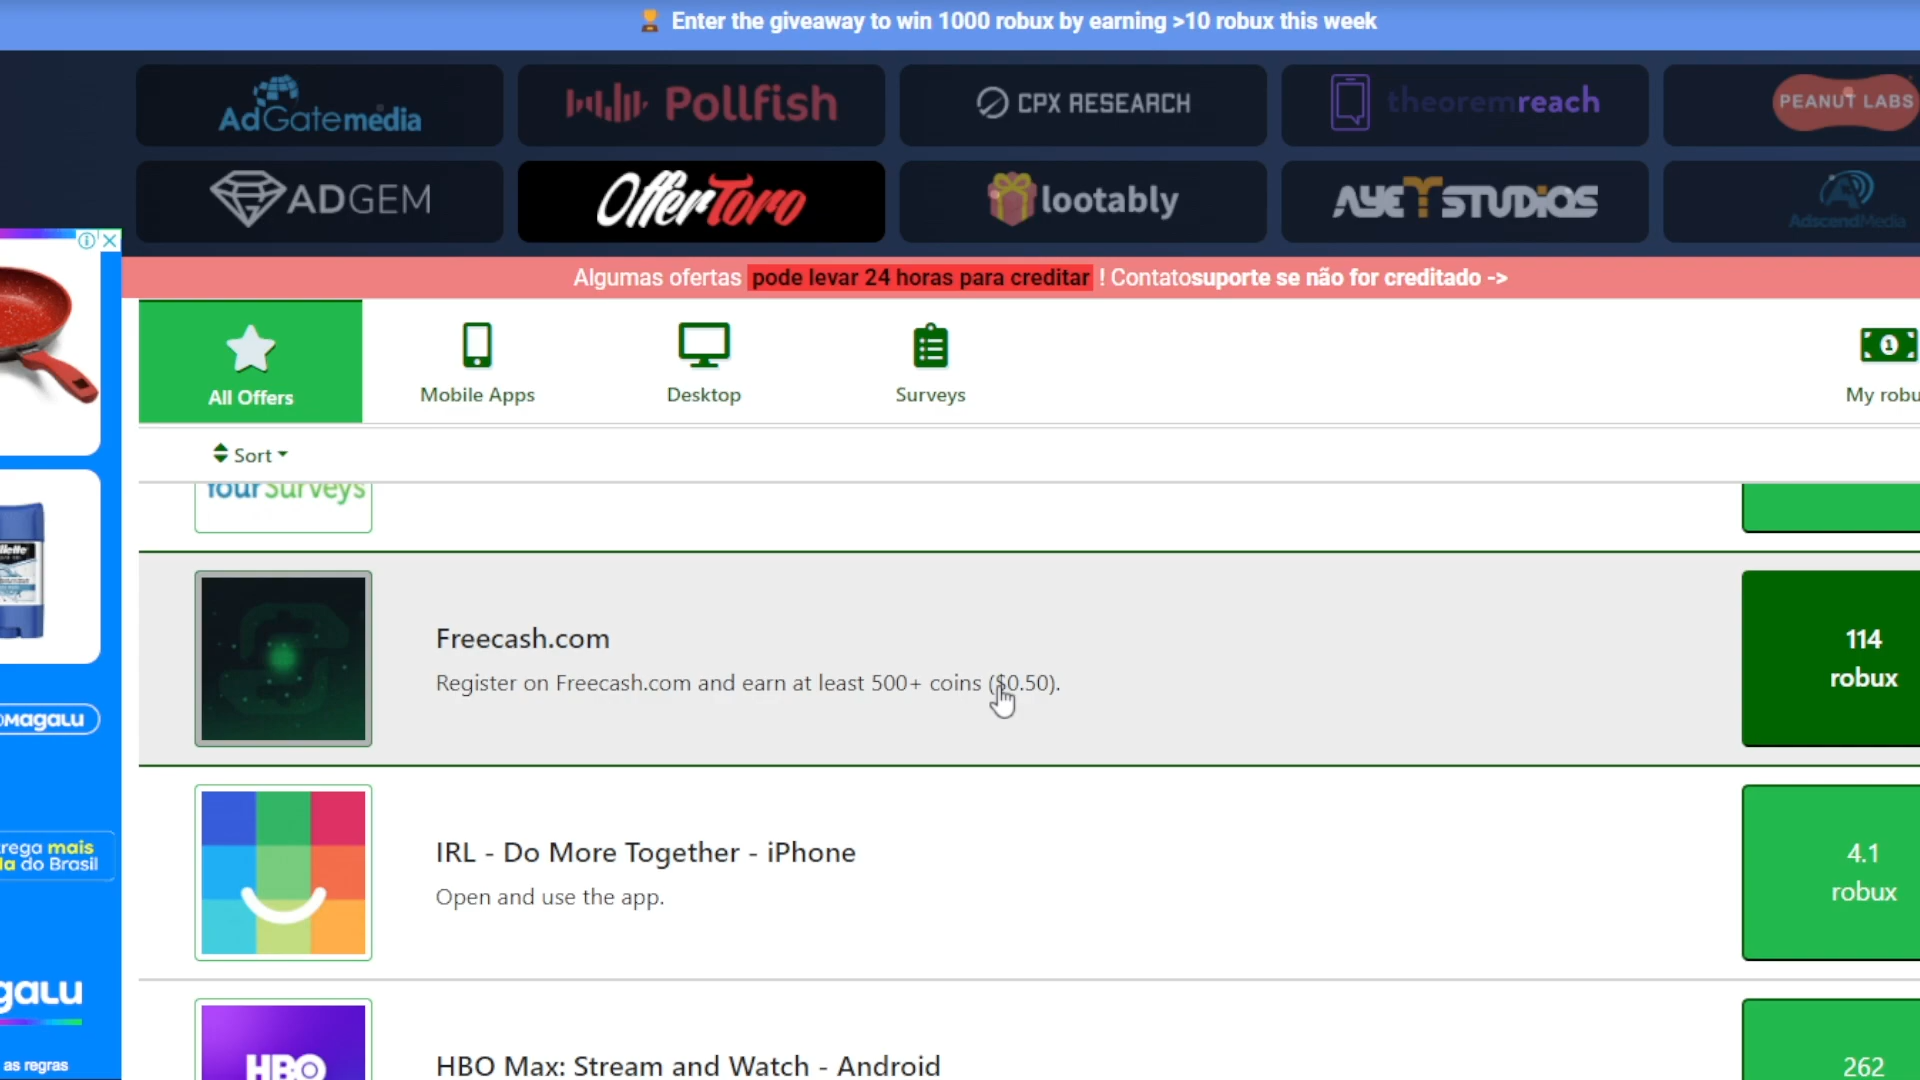 Enter the giveaway to win 1000 robux by earning >10 robux this week
AdGatemedia
Pollfish
CPX RESEARCH
theoremreach
PEANUT LABS
ADGEM
OfferToro
lootably
AYET STUDIOS
AdscendMedia
Algumas ofertas pode levar 24 horas para creditar ! Contatosuporte se não for creditado ->
All Offers
Mobile Apps
Desktop
Surveys
My robu
Sort
YourSurveys
Freecash.com
Register on Freecash.com and earn at least 500+ coins ($0.50).
114
robux
IRL - Do More Together - iPhone
Open and use the app.
4.1
robux
HBO
HBO Max: Stream and Watch - Android
262
llette
Magalu
rega mais
la do Brasil
galu
as regras